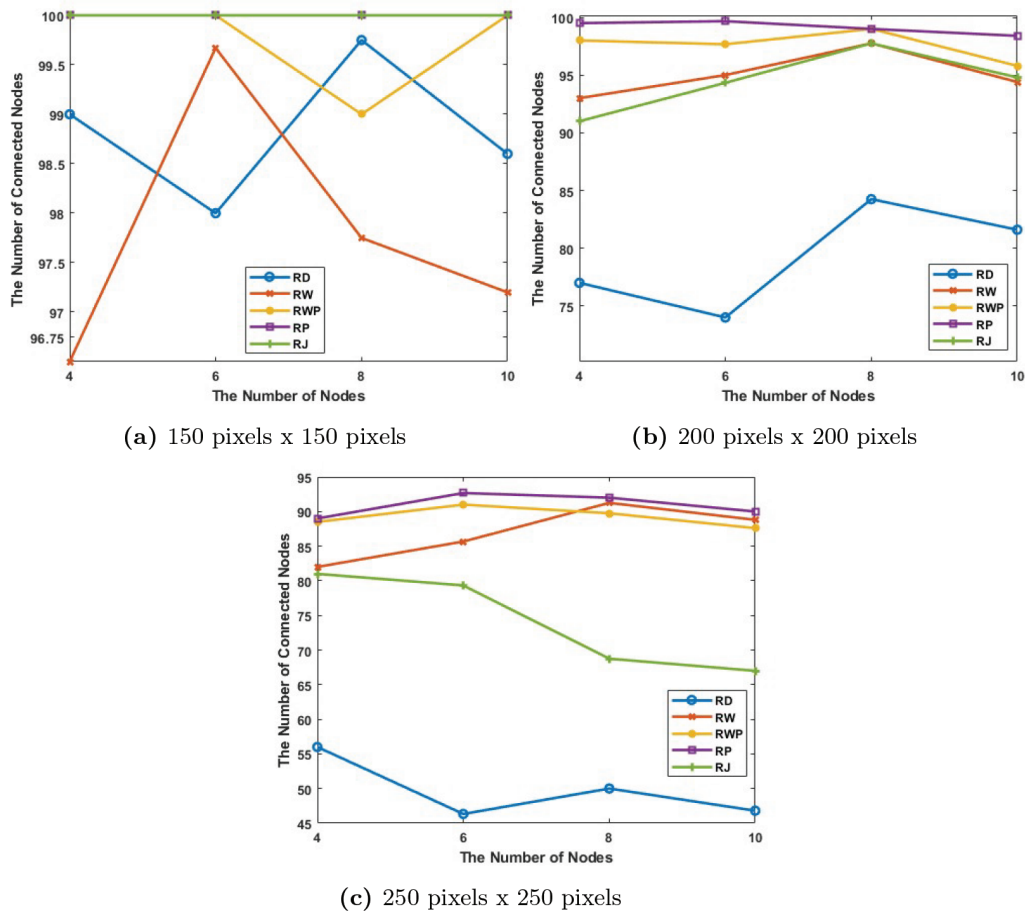 The Number of Connected Nodes
100
99.5
99
98.5
98
97.5
97
96.75
4
6
8
10
The Number of Nodes
RD
RW
RWP
RP
RJ
(a) 150 pixels x 150 pixels
The Number of Connected Nodes
100
95
90
85
80
75
4
6
8
10
The Number of Nodes
RD
RW
RWP
RP
RJ
(b) 200 pixels x 200 pixels
The Number of Connected Nodes
95
90
85
80
75
70
65
60
55
50
45
4
6
8
10
The Number of Nodes
RD
RW
RWP
RP
RJ
(c) 250 pixels x 250 pixels